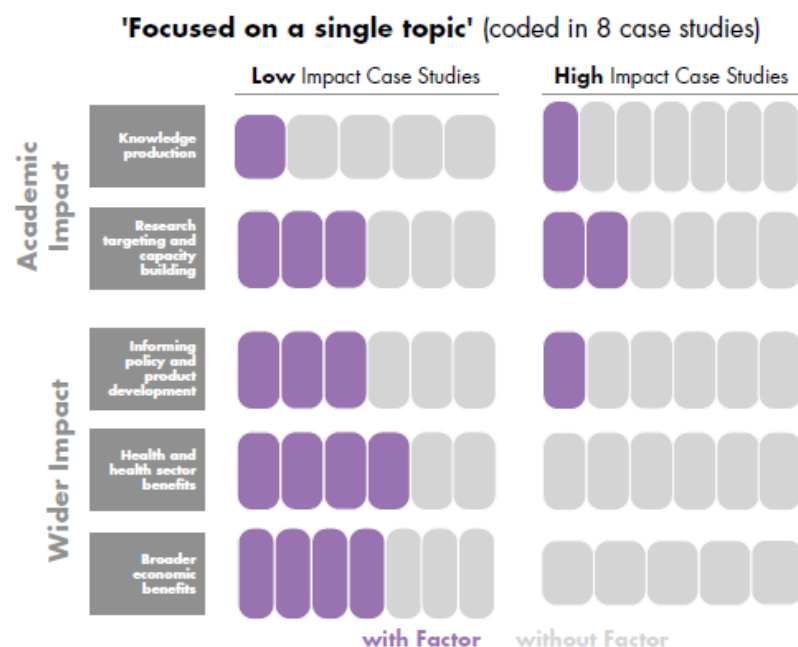 'Focused on a single topic' (coded in 8 case studies)
Low Impact Case Studies
High Impact Case Studies
Academic
Impact
Knowledge
production
Research
targeting and
capacity
building
Wider Impact
Informing
policy and
product
development
Health and
health sector
benefits
Broader
economic
benefits
with Factor
without Factor